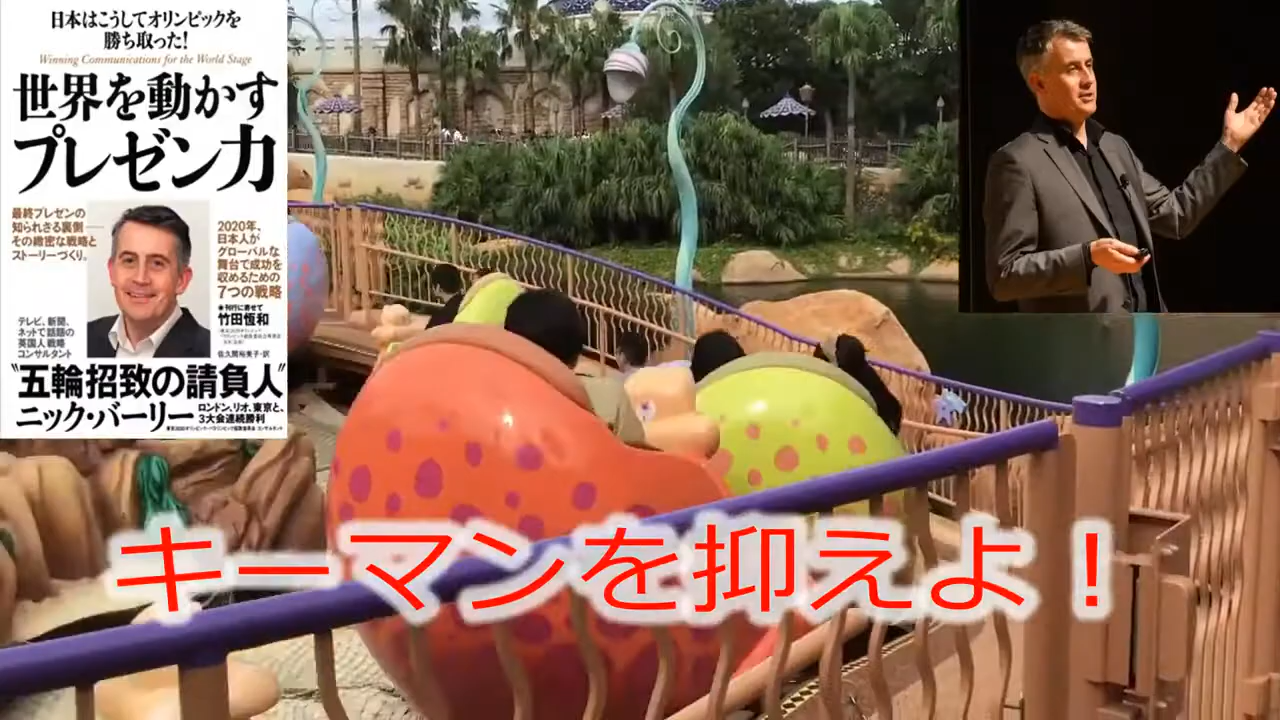 日本はこうしてオリンピックを
勝ち取った!
Winning Communications for the World Stage
世界を動かす
プレゼン力
最終プレゼンの
知られざる裏側──
その緻密な戦略と
ストーリーづくり。
2020年、
日本人が
グローバルな
舞台で成功を
収めるための
7つの戦略
●刊行に寄せて
竹田恆和
テレビ、新聞、
ネットで話題の
英国人戦略
コンサルタント
佐久間裕美子・訳
"五輪招致の請負人"
ニック・バーリー
ロンドン、リオ、東京と、
3大会連続勝利
キーマンを抑えよ！